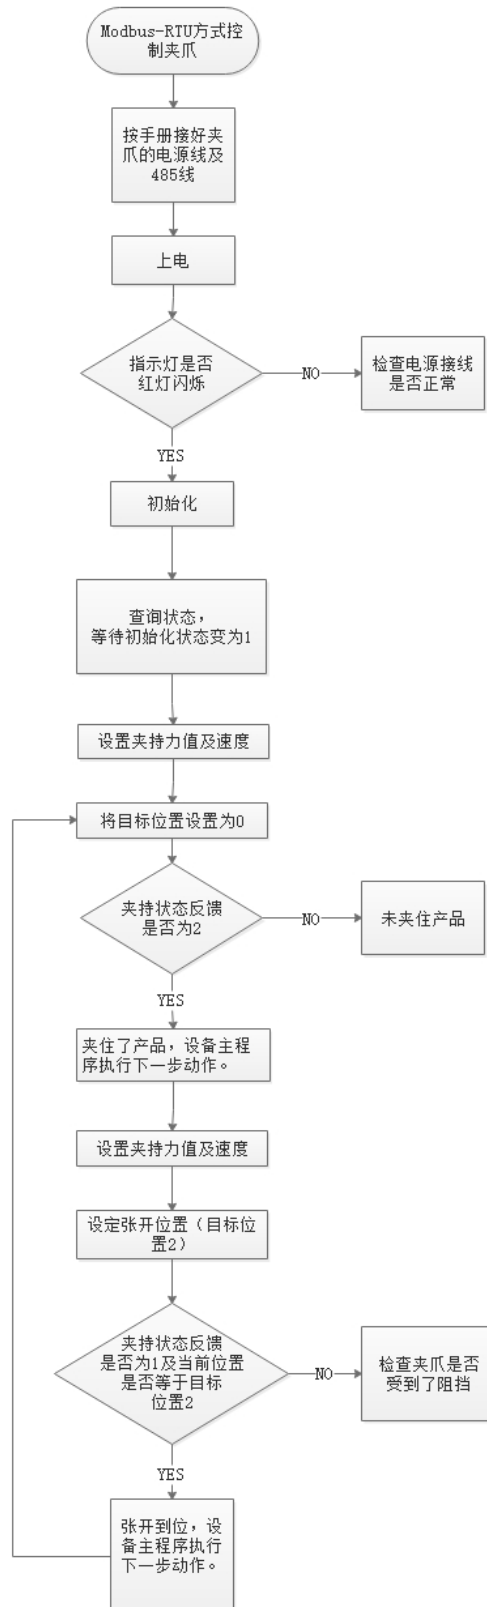 Modbus-RTU方式控
制夹爪
按手册接好夹
爪的电源线及
485线
上电
指示灯是否
红灯闪烁
NO
检查电源接线
是否正常
YES
初始化
查询状态，
等待初始化状态变为1
设置夹持力值及速度
将目标位置设置为0
夹持状态反馈
是否为2
NO
未夹住产品
YES
夹住了产品，设备主程
序执行下一步动作。
设置夹持力值及速度
设定张开位置（目标位
置2）
夹持状态反馈
是否为1及当前位置
是否等于目标
位置2
NO
检查夹爪是否
受到了阻挡
YES
张开到位，设
备主程序执行
下一步动作。